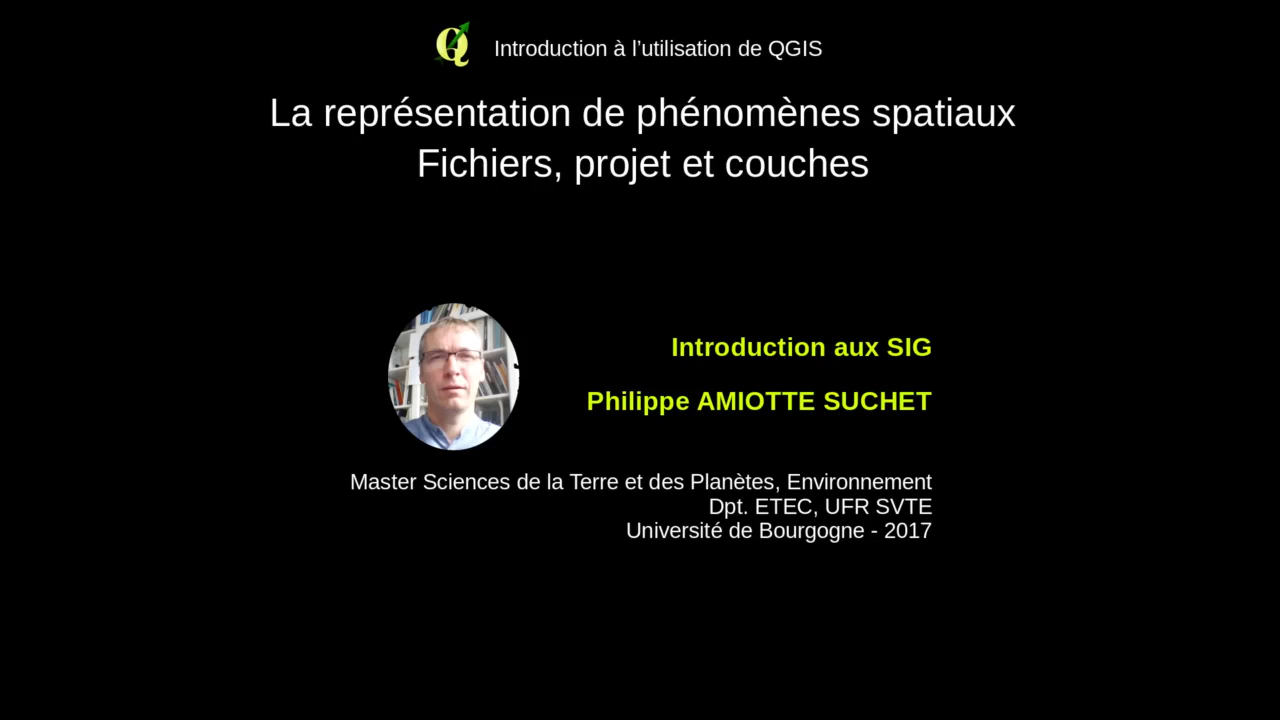 Introduction à l’utilisation de QGIS
La représentation de phénomènes spatiaux
Fichiers, projet et couches
Introduction aux SIG
Philippe AMIOTTE SUCHET
Master Sciences de la Terre et des Planètes, Environnement
Dpt. ETEC, UFR SVTE
Université de Bourgogne - 2017